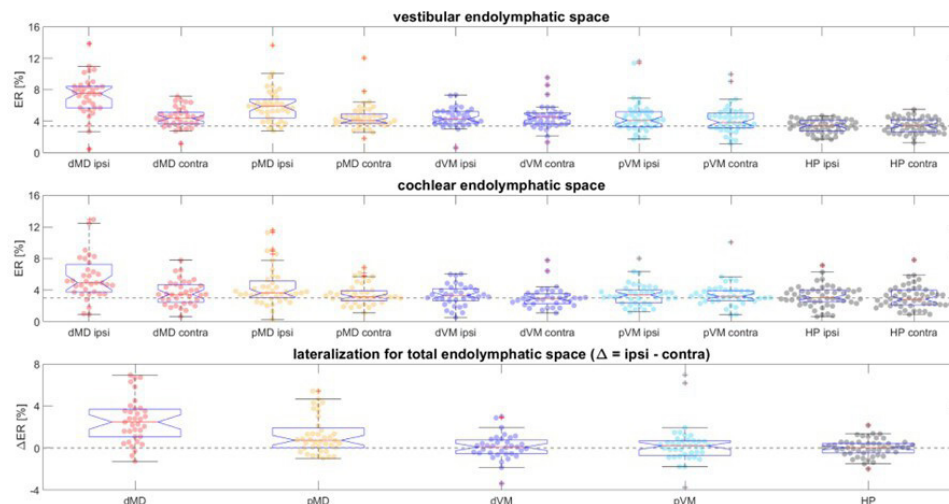 vestibular endolymphatic space
16
12
8
4
0
ER [%]
dMD ipsi dMD contra pMD ipsi pMD contra dVM ipsi dVM contra pVM ipsi pVM contra HP ipsi HP contra
cochlear endolymphatic space
16
12
8
4
0
ER [%]
dMD ipsi dMD contra pMD ipsi pMD contra dVM ipsi dVM contra pVM ipsi pVM contra HP ipsi HP contra
lateralization for total endolymphatic space (Δ = ipsi - contra)
8
4
0
-4
ΔER [%]
dMD pMD dVM pVM HP